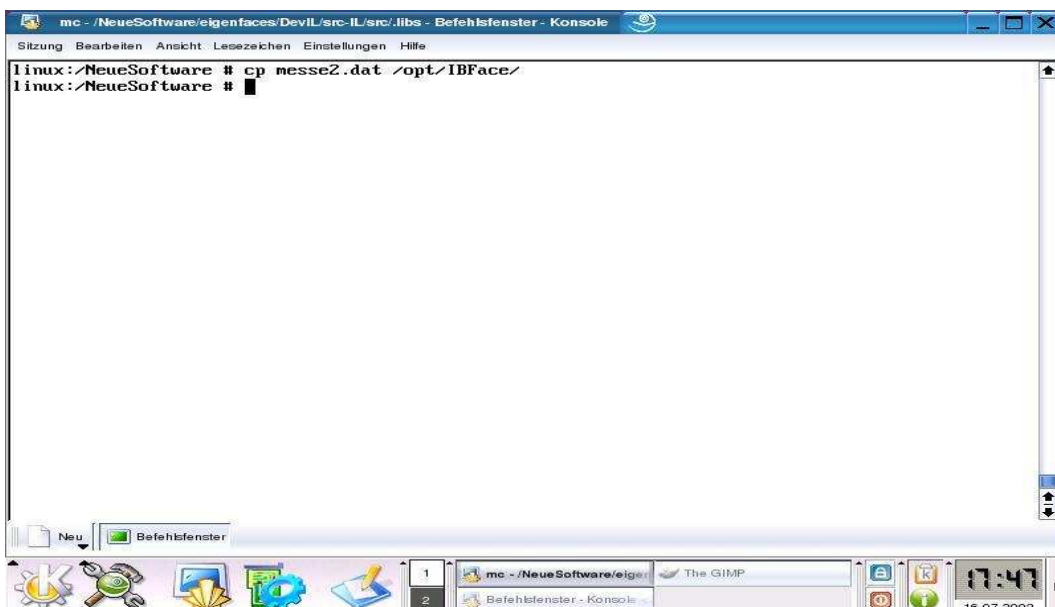 mc - /NeueSoftware/eigenfaces/DevIL/src-IL/src/.libs - Befehlsfenster - Konsole
Sitzung Bearbeiten Ansicht Lesezeichen Einstellungen Hilfe
linux:/NeueSoftware # cp messe2.dat /opt/IBFace/
linux:/NeueSoftware #
Neu Befehlsfenster
1 mc - /NeueSoftware/eige The GIMP
17:47
2 Befehlsfenster - Konsole